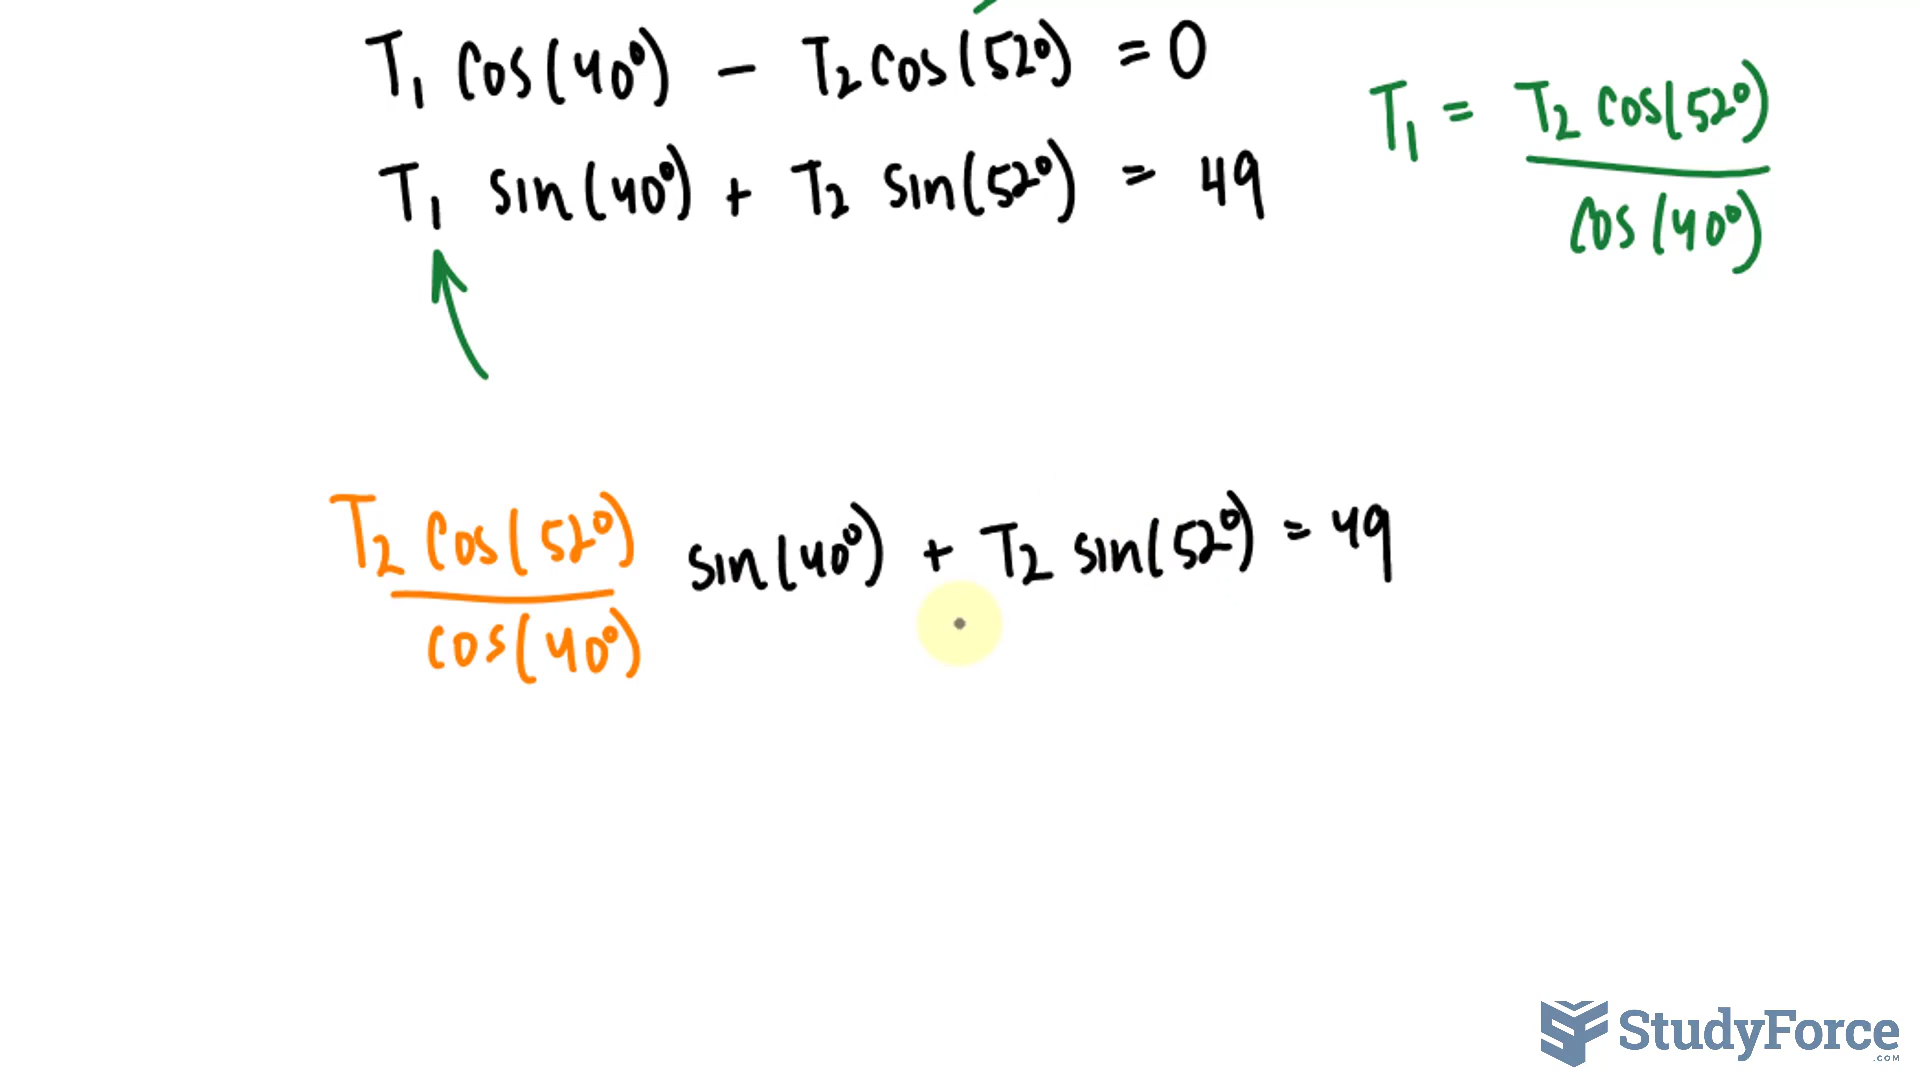 T₁ cos(40°) - T₂ cos(52°) = 0
T₁ sin(40°) + T₂ sin(52°) = 49
T₁ = T₂ cos(52°)
cos(40°)
T₂ cos(52°) sin(40°) + T₂ sin(52°) = 49
cos(40°)
StudyForce
.COM